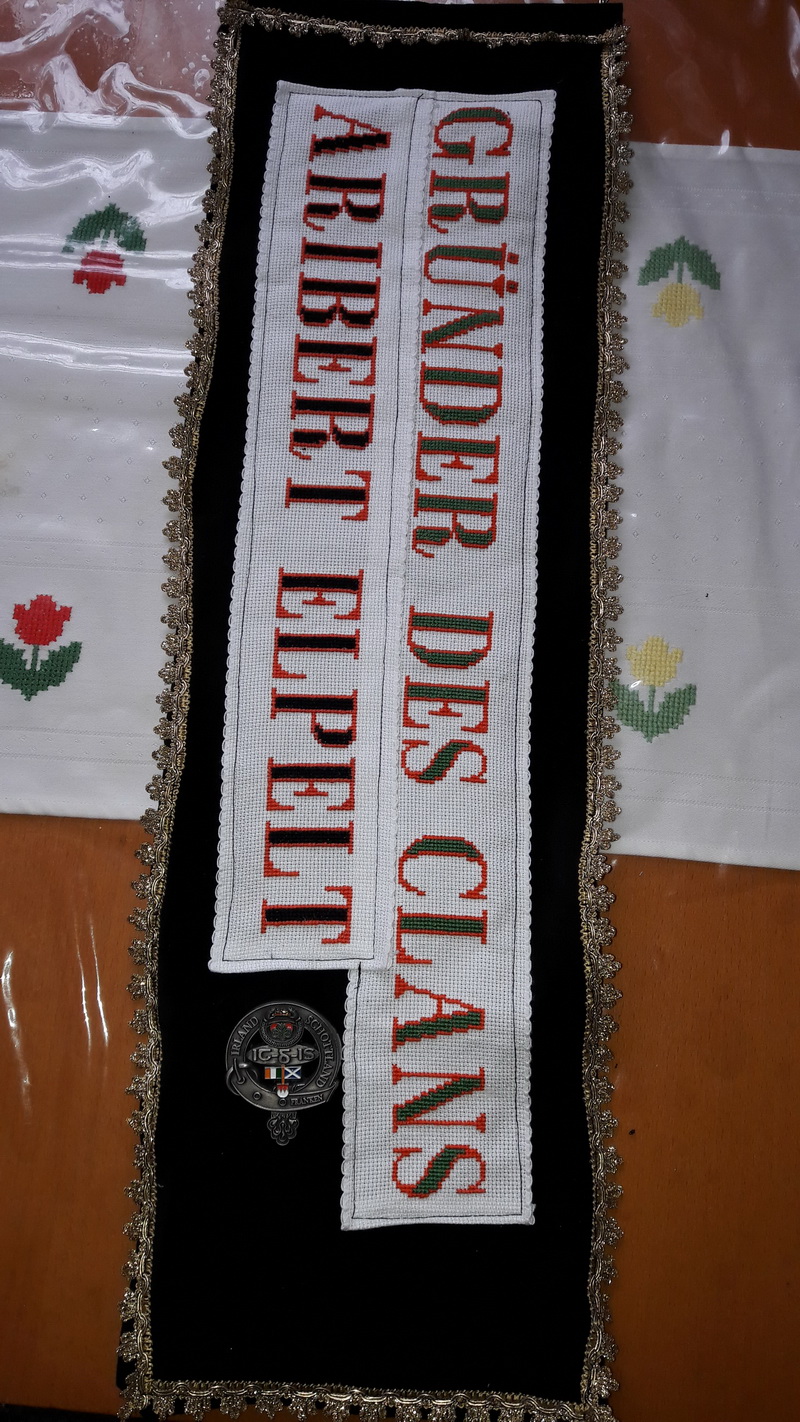 GRÜNDER DES CLANS
ARIBERT ELPELT
IRLAND SCHOTTLAND
FRANKEN